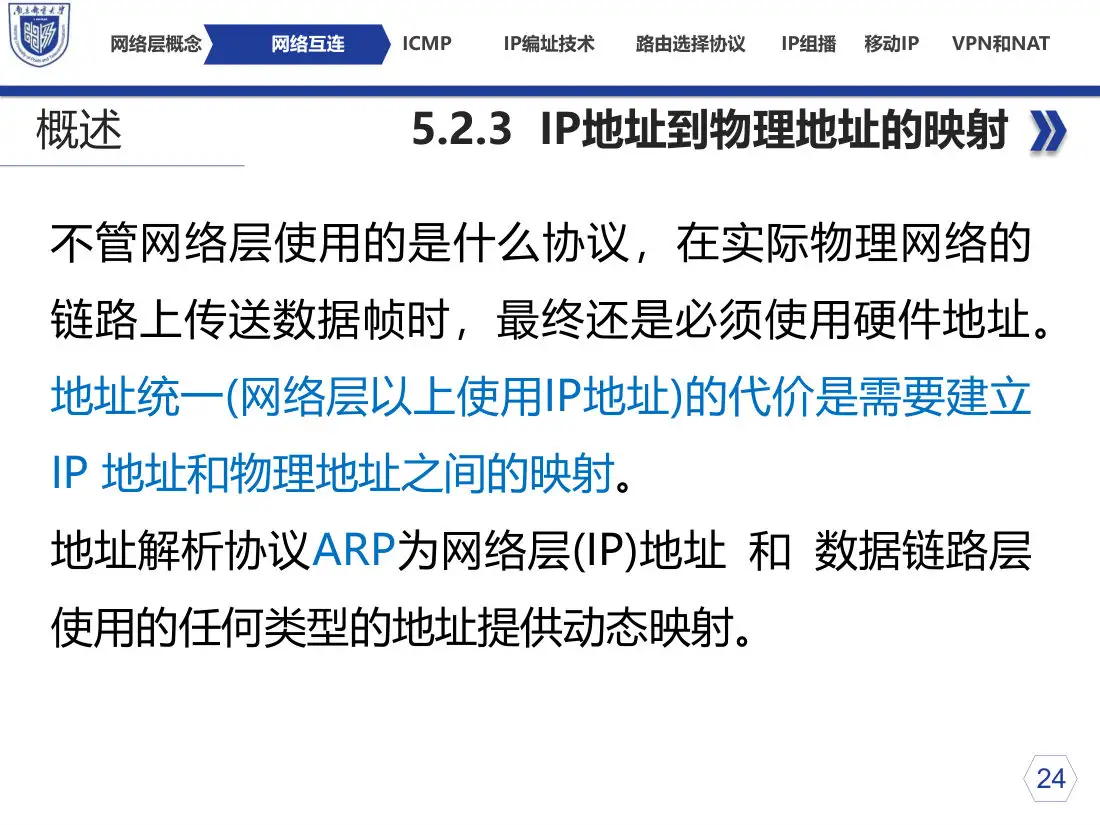 南京邮电大学
网络层概念 网络互连 ICMP IP编址技术 路由选择协议 IP组播 移动IP VPN和NAT
概述 5.2.3 IP地址到物理地址的映射
不管网络层使用的是什么协议，在实际物理网络的
链路上传送数据帧时，最终还是必须使用硬件地址。
地址统一(网络层以上使用IP地址)的代价是需要建立
IP 地址和物理地址之间的映射。
地址解析协议ARP为网络层(IP)地址 和 数据链路层
使用的任何类型的地址提供动态映射。
24